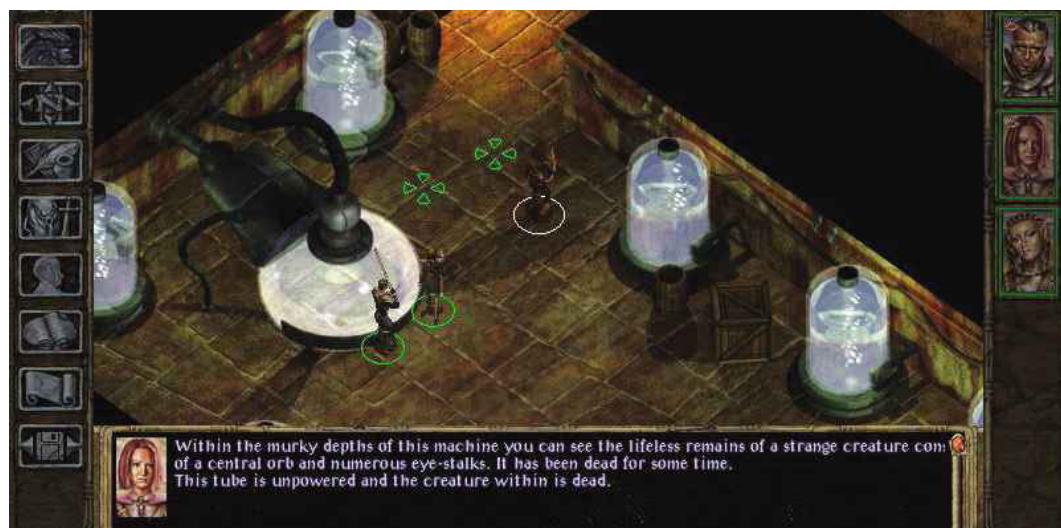 Within the murky depths of this machine you can see the lifeless remains of a strange creature con
of a central orb and numerous eye-stalks. It has been dead for some time.
This tube is unpowered and the creature within is dead.